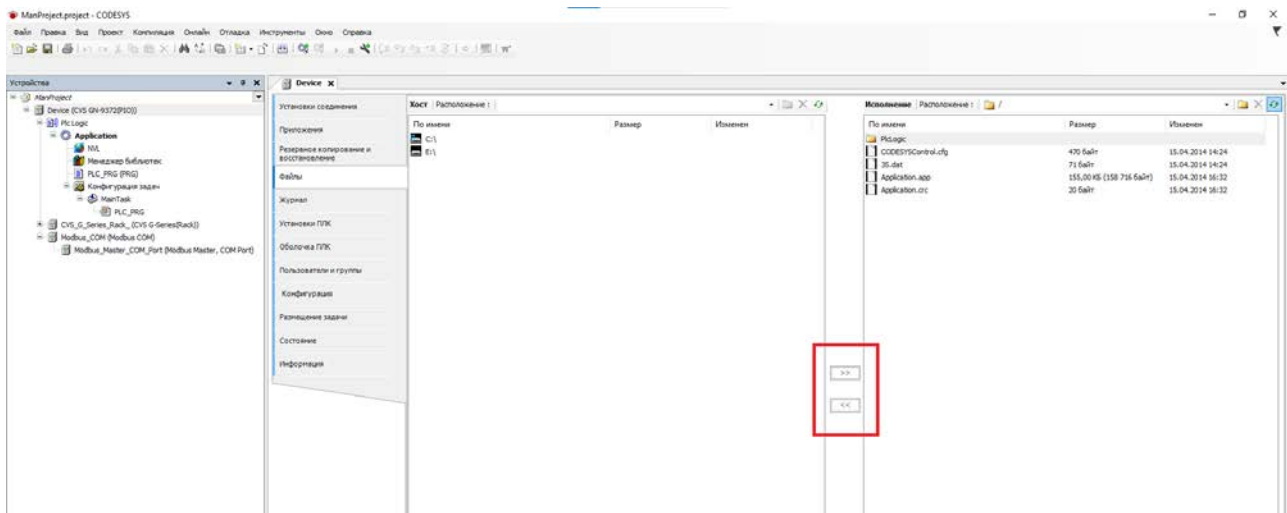 ManProject.project - CODESYS
Файл Правка Вид Проект Компиляция Онлайн Отладка Инструменты Окно Справка
Устройства
ManProject
Device (CVS GN-9372(PIO))
Plc Logic
Application
NVL
Менеджер библиотек
PLC_PRG (PRG)
Конфигурация задач
MainTask
PLC_PRG
CVS_G_Series_Rack_ (CVS G-Series(Rack))
Modbus_COM (Modbus COM)
Modbus_Master_COM_Port (Modbus Master, COM Port)
Device
Установки соединения
Приложения
Резервное копирование и
восстановление
Файлы
Журнал
Установки ПЛК
Оболочка ПЛК
Пользователи и группы
Конфигурация
Размещение задачи
Состояние
Информация
Хост Расположение :
По имени Размер Изменен
C:\
E:\
>>
<<
Исполнение Расположение : /
По имени Размер Изменен
PlcLogic
CODESYSControl.cfg 470 байт 15.04.2014 14:24
3S.dat 71 байт 15.04.2014 14:24
Application.app 155,00 КБ (158 716 байт) 15.04.2014 16:32
Application.crc 20 байт 15.04.2014 16:32